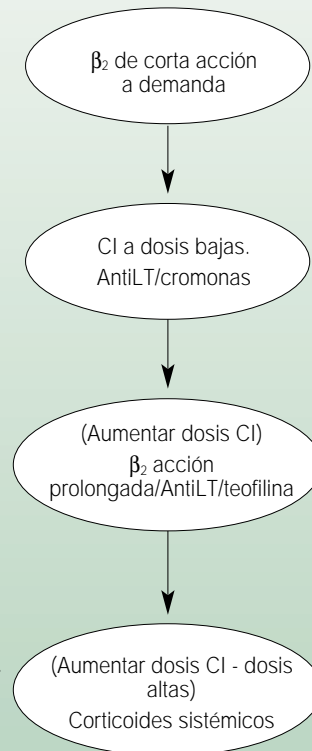 β₂ de corta acción
a demanda
CI a dosis bajas.
AntiLT/cromonas
(Aumentar dosis CI)
β₂ acción
prolongada/AntiLT/teofilina
(Aumentar dosis CI - dosis
altas)
Corticoides sistémicos